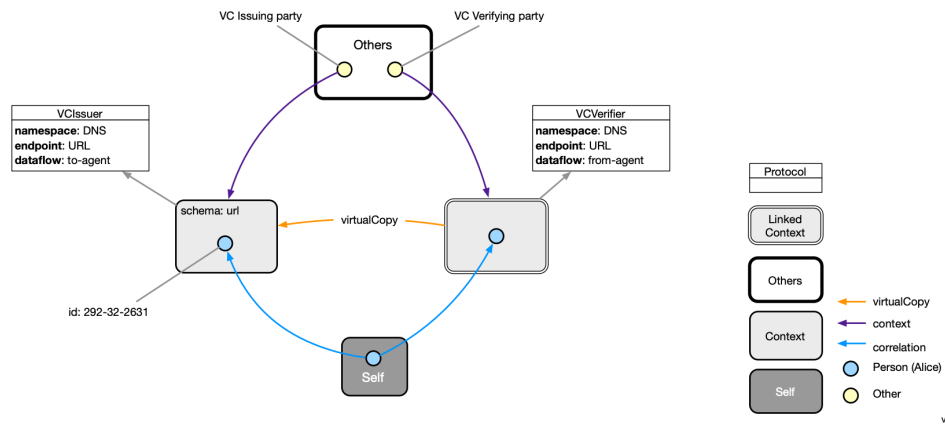 VC Issuing party
VC Verifying party
Others
VCIssuer
namespace: DNS
endpoint: URL
dataflow: to-agent
VCVerifier
namespace: DNS
endpoint: URL
dataflow: from-agent
schema: url
virtualCopy
id: 292-32-2631
Self
Protocol
Linked
Context
Others
Context
Self
virtualCopy
context
correlation
Person (Alice)
Other
v